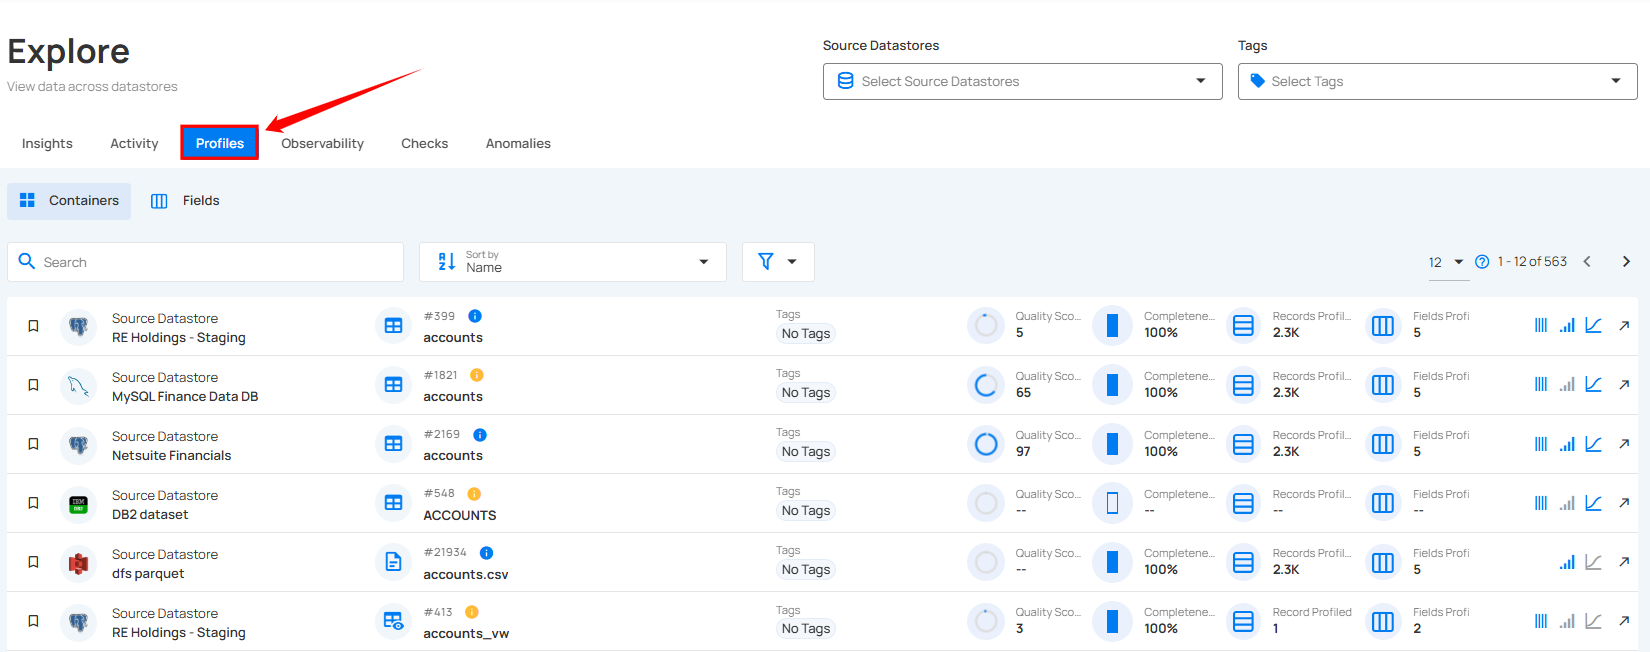 Explore
View data across datastores
Source Datastores
Select Source Datastores
Tags
Select Tags
Insights
Activity
Profiles
Observability
Checks
Anomalies
Containers
Fields
Search
Sort by
Name
12
1 - 12 of 563
Source Datastore
RE Holdings - Staging
#399
accounts
Tags
No Tags
Quality Sco...
5
Completene...
100%
Records Profil...
2.3K
Fields Profi
5
Source Datastore
MySQL Finance Data DB
#1821
accounts
Tags
No Tags
Quality Sco...
65
Completene...
100%
Records Profil...
2.3K
Fields Profi
5
Source Datastore
Netsuite Financials
#2169
accounts
Tags
No Tags
Quality Sco...
97
Completene...
100%
Records Profil...
2.3K
Fields Profi
5
IBM
DB2
Source Datastore
DB2 dataset
#548
ACCOUNTS
Tags
No Tags
Quality Sco...
--
Completene...
--
Records Profil...
--
Fields Profi
--
Source Datastore
dfs parquet
#21934
accounts.csv
Tags
No Tags
Quality Sco...
--
Completene...
100%
Records Profil...
2.3K
Fields Profi
5
Source Datastore
RE Holdings - Staging
#413
accounts_vw
Tags
No Tags
Quality Sco...
3
Completene...
100%
Record Profiled
1
Fields Profi
2